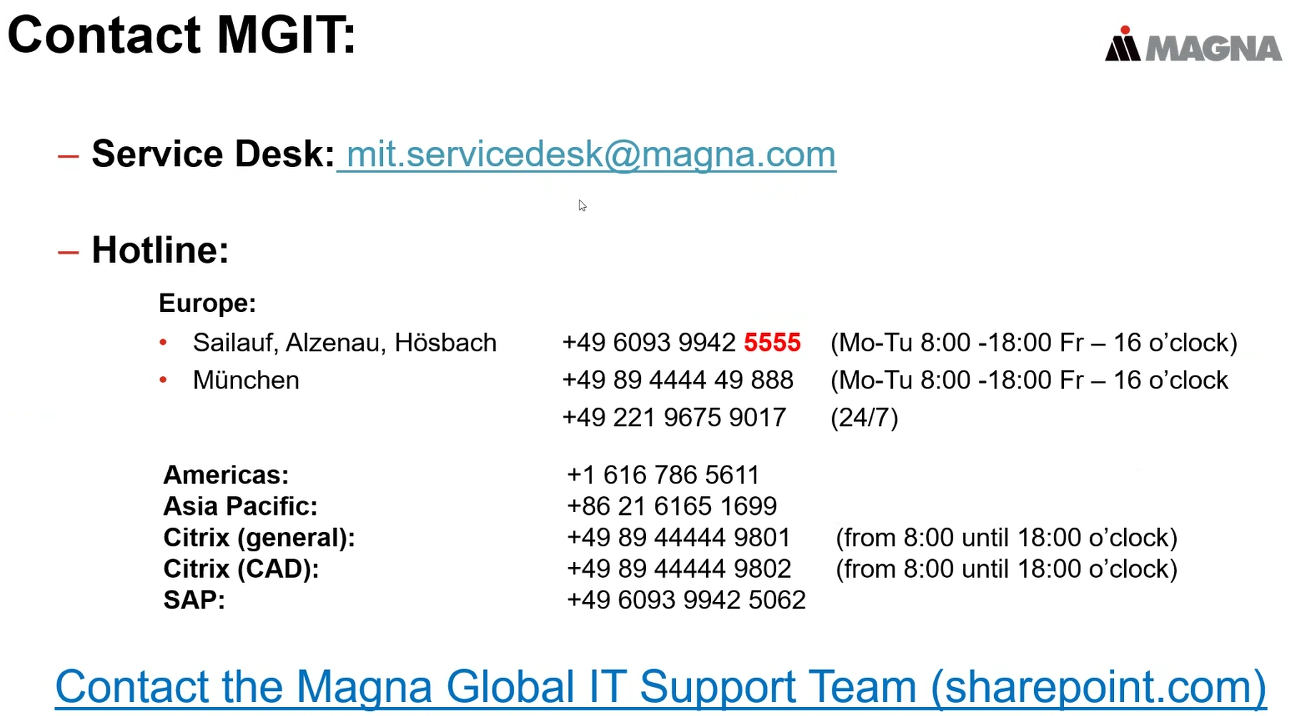 Contact MGIT:
MAGNA
– Service Desk: mit.servicedesk@magna.com
– Hotline:
Europe:
• Sailauf, Alzenau, Hösbach +49 6093 9942 5555 (Mo-Tu 8:00 -18:00 Fr – 16 o’clock)
• München +49 89 4444 49 888 (Mo-Tu 8:00 -18:00 Fr – 16 o’clock
+49 221 9675 9017 (24/7)
Americas: +1 616 786 5611
Asia Pacific: +86 21 6165 1699
Citrix (general): +49 89 44444 9801 (from 8:00 until 18:00 o’clock)
Citrix (CAD): +49 89 44444 9802 (from 8:00 until 18:00 o’clock)
SAP: +49 6093 9942 5062
Contact the Magna Global IT Support Team (sharepoint.com)